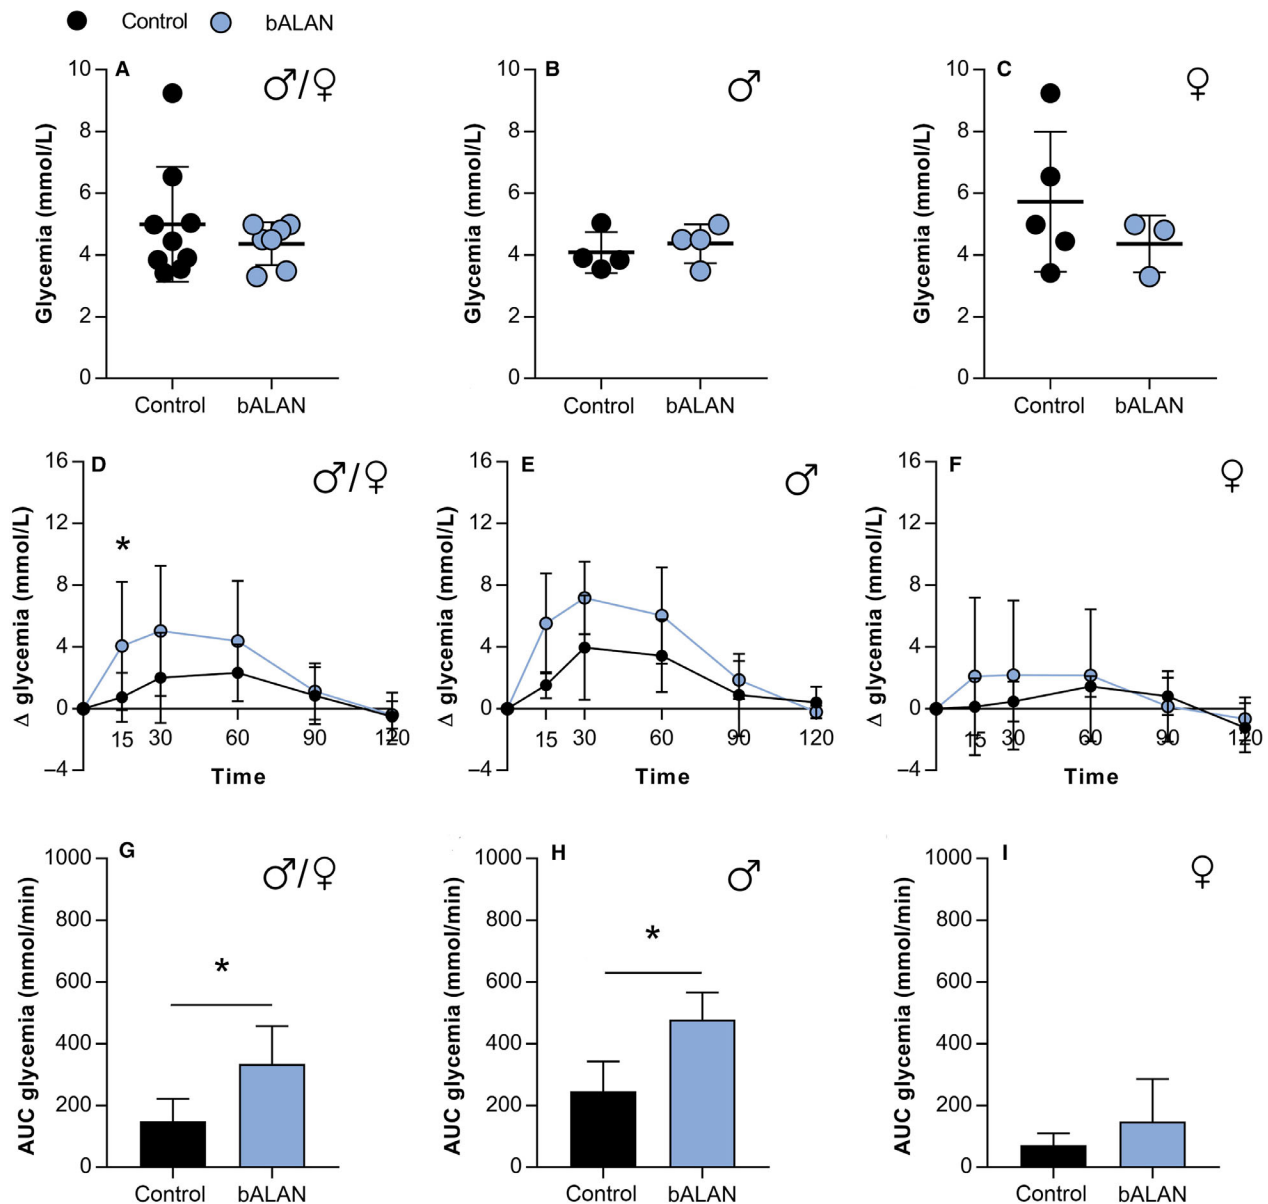 Control bALAN
A ♂/♀
Glycemia (mmol/L)
10
8
6
4
2
0
Control bALAN
B ♂
Glycemia (mmol/L)
10
8
6
4
2
0
Control bALAN
C ♀
Glycemia (mmol/L)
10
8
6
4
2
0
Control bALAN
D ♂/♀
Δ glycemia (mmol/L)
16
12
8
4
0
–4
*
15 30 60 90 120
Time
E ♂
Δ glycemia (mmol/L)
16
12
8
4
0
–4
15 30 60 90 120
Time
F ♀
Δ glycemia (mmol/L)
16
12
8
4
0
–4
15 30 60 90 120
Time
G ♂/♀
AUC glycemia (mmol/min)
1000
800
600
400
200
0
*
Control bALAN
H ♂
AUC glycemia (mmol/min)
1000
800
600
400
200
0
*
Control bALAN
I ♀
AUC glycemia (mmol/min)
1000
800
600
400
200
0
Control bALAN